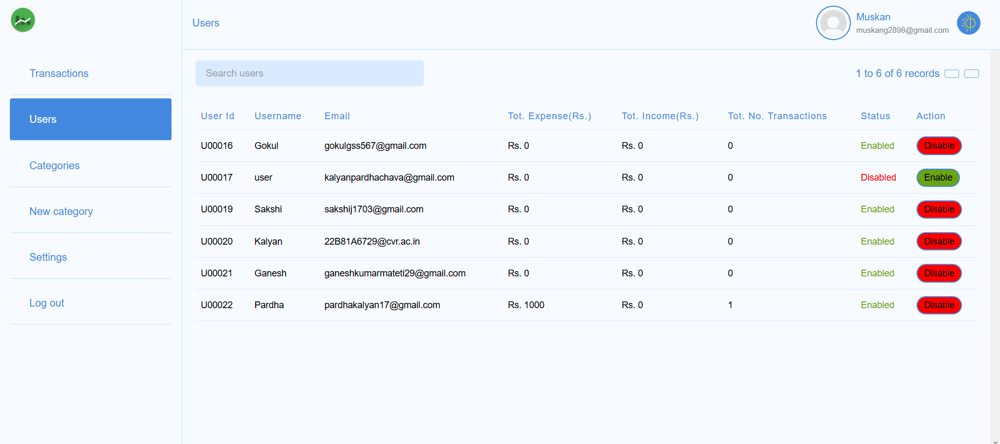 Users
Muskan
muskang2898@gmail.com
Transactions
Users
Categories
New category
Settings
Log out
Search users
1 to 6 of 6 records
User Id Username Email Tot. Expense(Rs.) Tot. Income(Rs.) Tot. No. Transactions Status Action
U00016 Gokul gokulgss567@gmail.com Rs. 0 Rs. 0 0 Enabled Disable
U00017 user kalyanpardhachava@gmail.com Rs. 0 Rs. 0 0 Disabled Enable
U00019 Sakshi sakshij1703@gmail.com Rs. 0 Rs. 0 0 Enabled Disable
U00020 Kalyan 22B81A6729@cvr.ac.in Rs. 0 Rs. 0 0 Enabled Disable
U00021 Ganesh ganeshkumarmateti29@gmail.com Rs. 0 Rs. 0 0 Enabled Disable
U00022 Pardha pardhakalyan17@gmail.com Rs. 1000 Rs. 0 1 Enabled Disable